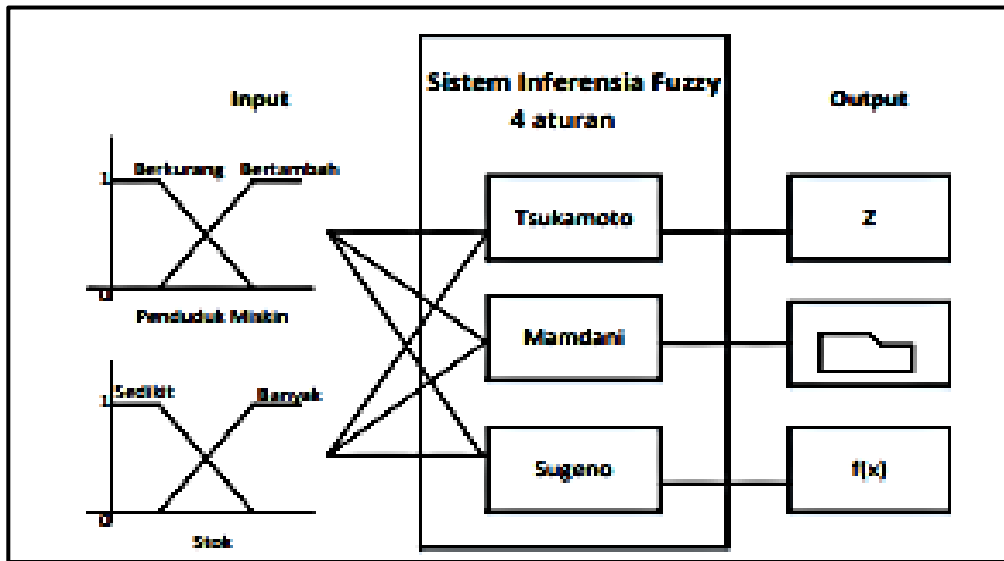 Input
Sistem Inferensia Fuzzy
4 aturan
Output
Berkurang
Bertambah
1
0
Penduduk Miskin
Sedikit
Banyak
1
0
Stok
Tsukamoto
Mamdani
Sugeno
Z
f(x)